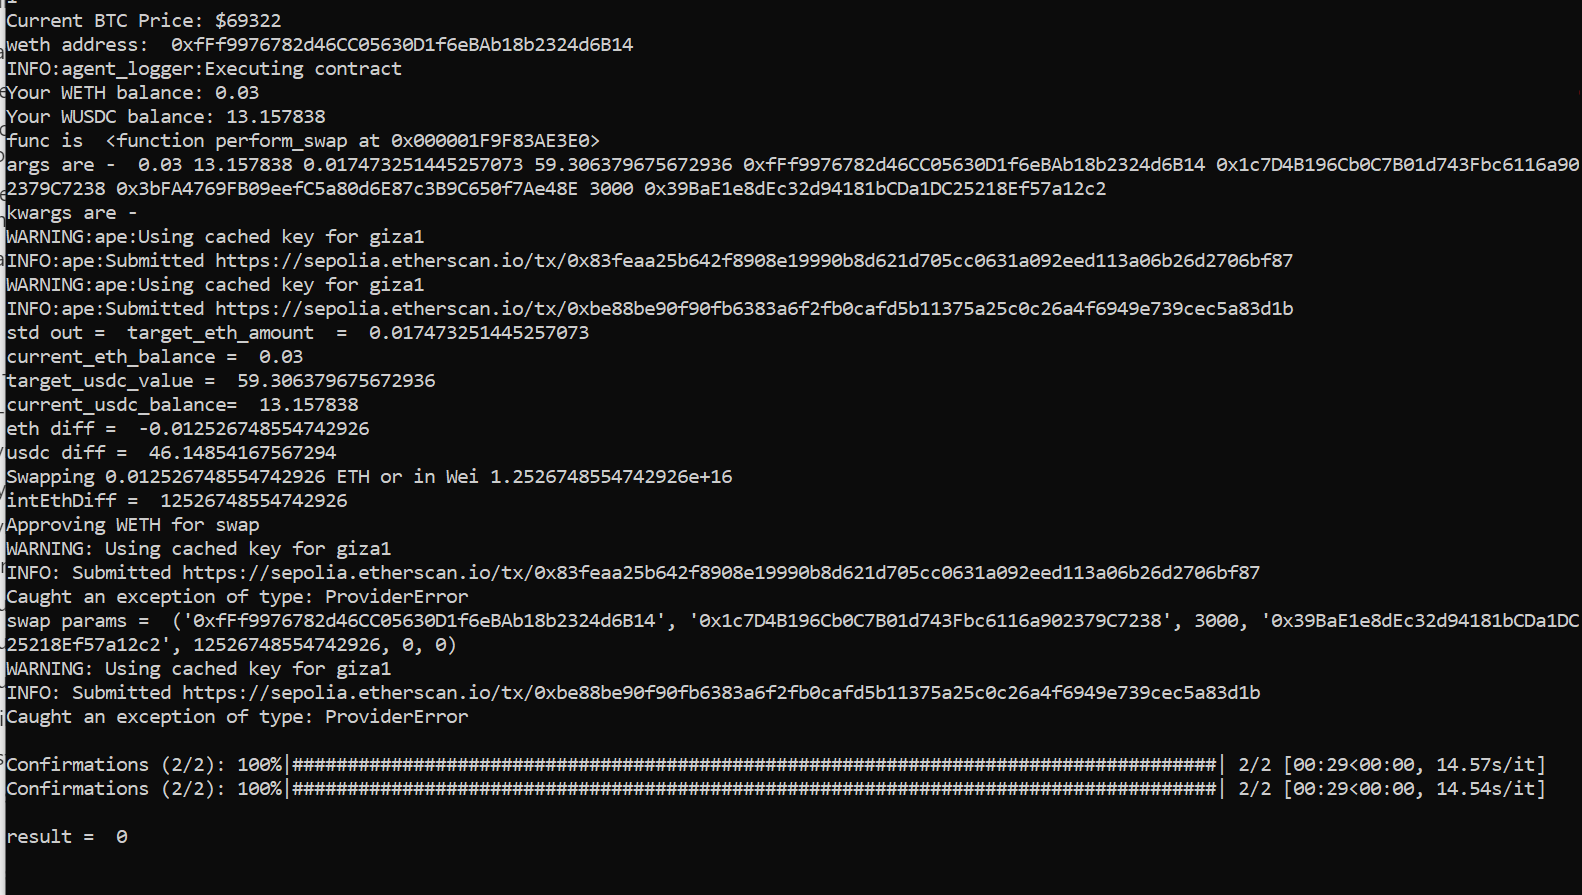 Current BTC Price: $69322
weth address:  0xfFf9976782d46CC05630D1f6eBAb18b2324d6B14
INFO:agent_logger:Executing contract
Your WETH balance: 0.03
Your WUSDC balance: 13.157838
func is  <function perform_swap at 0x000001F9F83AE3E0>
args are -  0.03 13.157838 0.017473251445257073 59.306379675672936 0xfFf9976782d46CC05630D1f6eBAb18b2324d6B14 0x1c7D4B196Cb0C7B01d743Fbc6116a90
2379C7238 0x3bFA4769FB09eefC5a80d6E87c3B9C650f7Ae48E 3000 0x39BaE1e8dEc32d94181bCDa1DC25218Ef57a12c2
kwargs are -
WARNING:ape:Using cached key for giza1
INFO:ape:Submitted https://sepolia.etherscan.io/tx/0x83feaa25b642f8908e19990b8d621d705cc0631a092eed113a06b26d2706bf87
WARNING:ape:Using cached key for giza1
INFO:ape:Submitted https://sepolia.etherscan.io/tx/0xbe88be90f90fb6383a6f2fb0cafd5b11375a25c0c26a4f6949e739cec5a83d1b
std out =  target_eth_amount  =  0.017473251445257073
current_eth_balance =  0.03
target_usdc_value =  59.306379675672936
current_usdc_balance=  13.157838
eth diff =  -0.012526748554742926
usdc diff =  46.14854167567294
Swapping 0.012526748554742926 ETH or in Wei 1.2526748554742926e+16
intEthDiff =  12526748554742926
Approving WETH for swap
WARNING: Using cached key for giza1
INFO: Submitted https://sepolia.etherscan.io/tx/0x83feaa25b642f8908e19990b8d621d705cc0631a092eed113a06b26d2706bf87
Caught an exception of type: ProviderError
swap params =  ('0xfFf9976782d46CC05630D1f6eBAb18b2324d6B14', '0x1c7D4B196Cb0C7B01d743Fbc6116a902379C7238', 3000, '0x39BaE1e8dEc32d94181bCDa1DC
25218Ef57a12c2', 12526748554742926, 0, 0)
WARNING: Using cached key for giza1
INFO: Submitted https://sepolia.etherscan.io/tx/0xbe88be90f90fb6383a6f2fb0cafd5b11375a25c0c26a4f6949e739cec5a83d1b
Caught an exception of type: ProviderError
Confirmations (2/2): 100%|####################################################################################| 2/2 [00:29<00:00, 14.57s/it]
Confirmations (2/2): 100%|####################################################################################| 2/2 [00:29<00:00, 14.54s/it]
result =  0